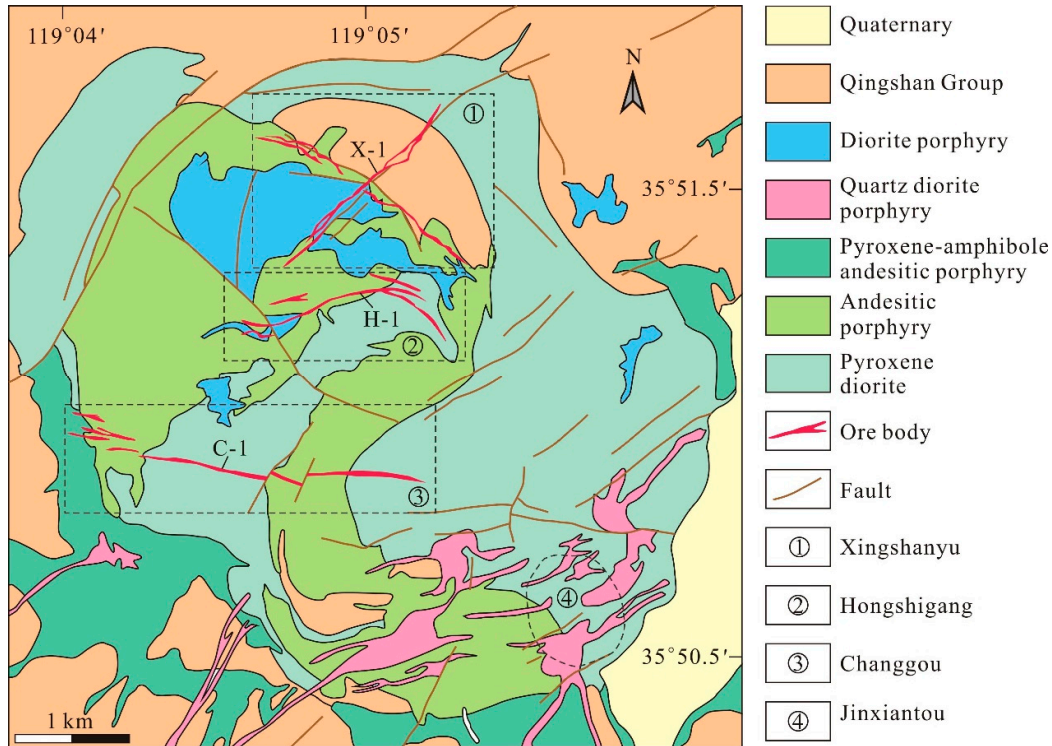 119°04′
119°05′
N
①
X-1
35°51.5′
H-1
②
C-1
③
④
35°50.5′
1 km
Quaternary
Qingshan Group
Diorite porphyry
Quartz diorite
porphyry
Pyroxene-amphibole
andesitic porphyry
Andesitic
porphyry
Pyroxene
diorite
Ore body
Fault
① Xingshanyu
② Hongshigang
③ Changgou
④ Jinxiantou